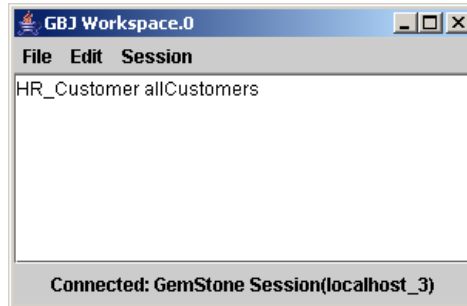 GBJ Workspace.0
File Edit Session
HR_Customer allCustomers
Connected: GemStone Session(localhost_3)